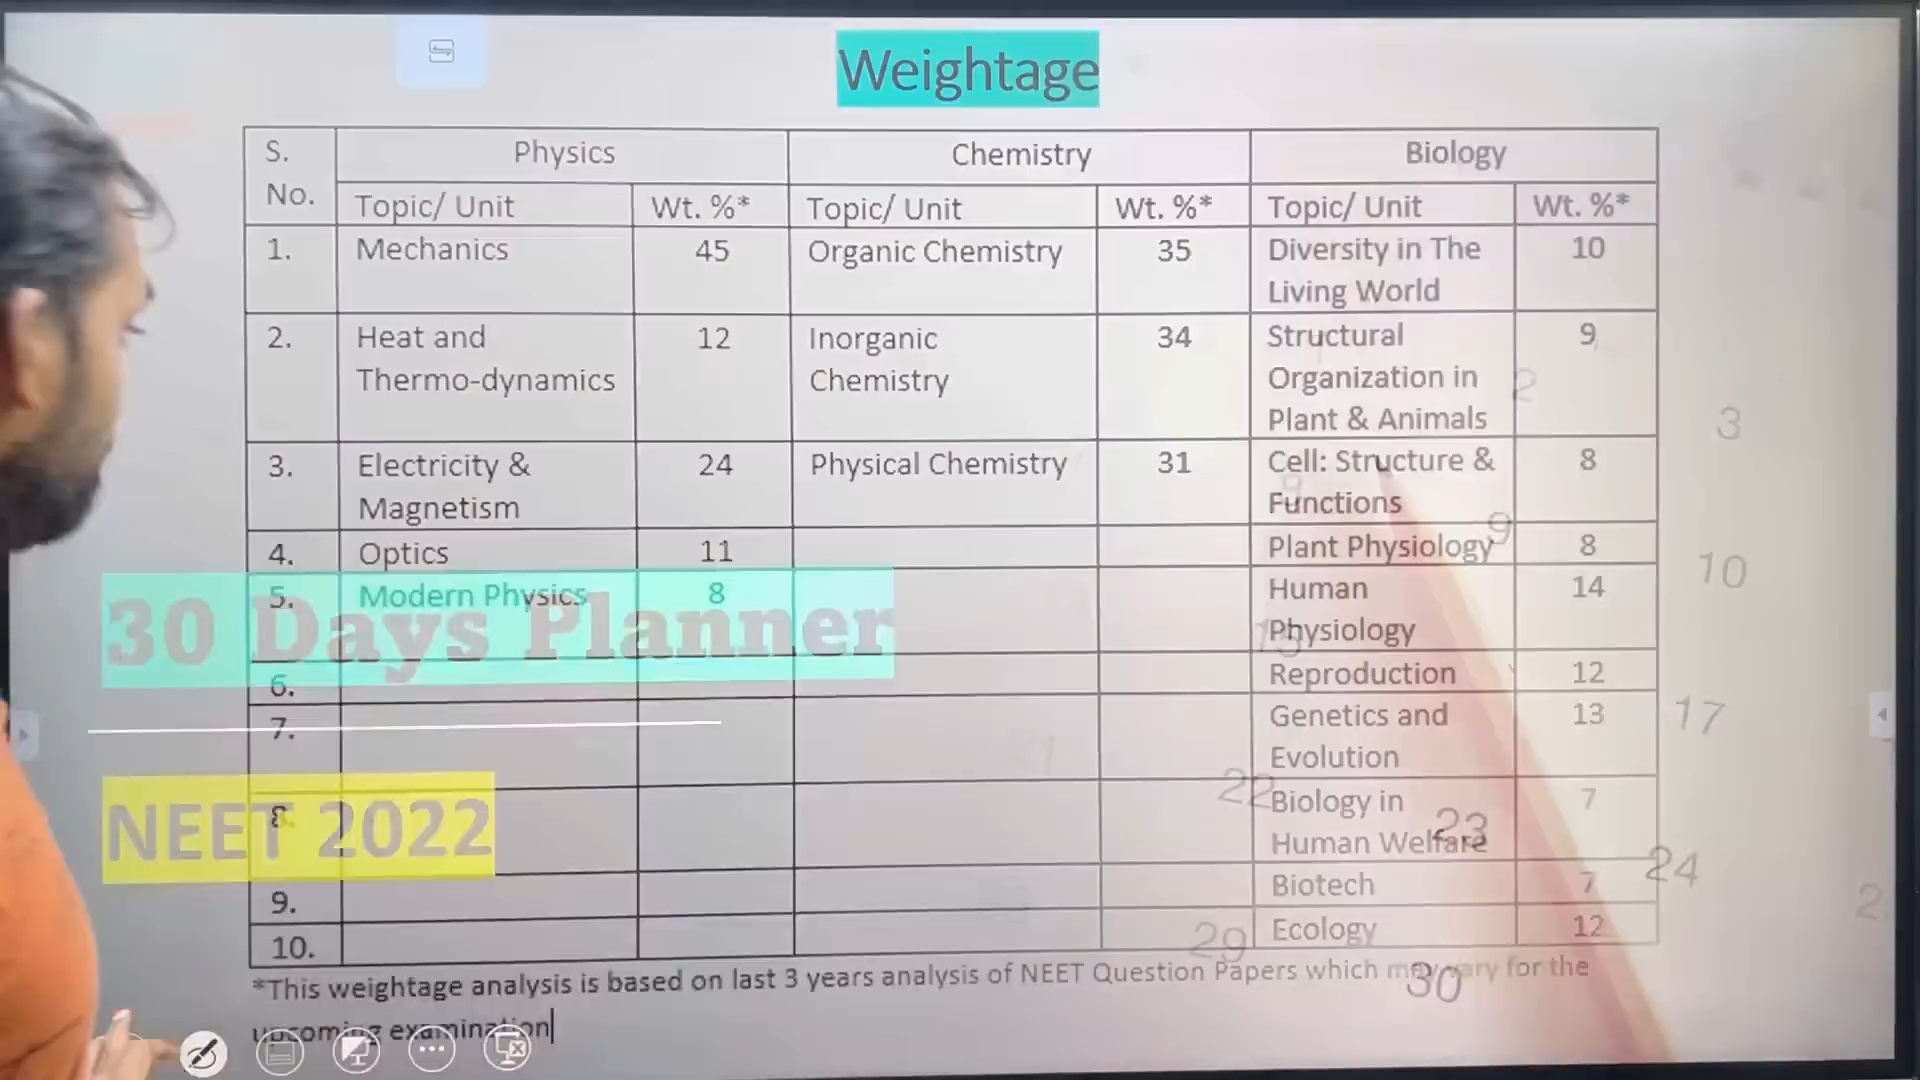 Weightage
S. No. Physics Chemistry Biology
Topic/ Unit Wt. %* Topic/ Unit Wt. %* Topic/ Unit Wt. %*
1. Mechanics 45 Organic Chemistry 35 Diversity in The Living World 10
2. Heat and Thermo-dynamics 12 Inorganic Chemistry 34 Structural Organization in Plant & Animals 9
3. Electricity & Magnetism 24 Physical Chemistry 31 Cell: Structure & Functions 8
4. Optics 11 Plant Physiology 8
5. Modern Physics 8 Human Physiology 14
6. Reproduction 12
7. Genetics and Evolution 13
8. Biology in Human Welfare 7
9. Biotech 7
10. Ecology 12
*This weightage analysis is based on last 3 years analysis of NEET Question Papers which may vary for the
upcoming examination
30 Days Planner
NEET 2022
2 3
9 10
15 17
22 23 24
29 30